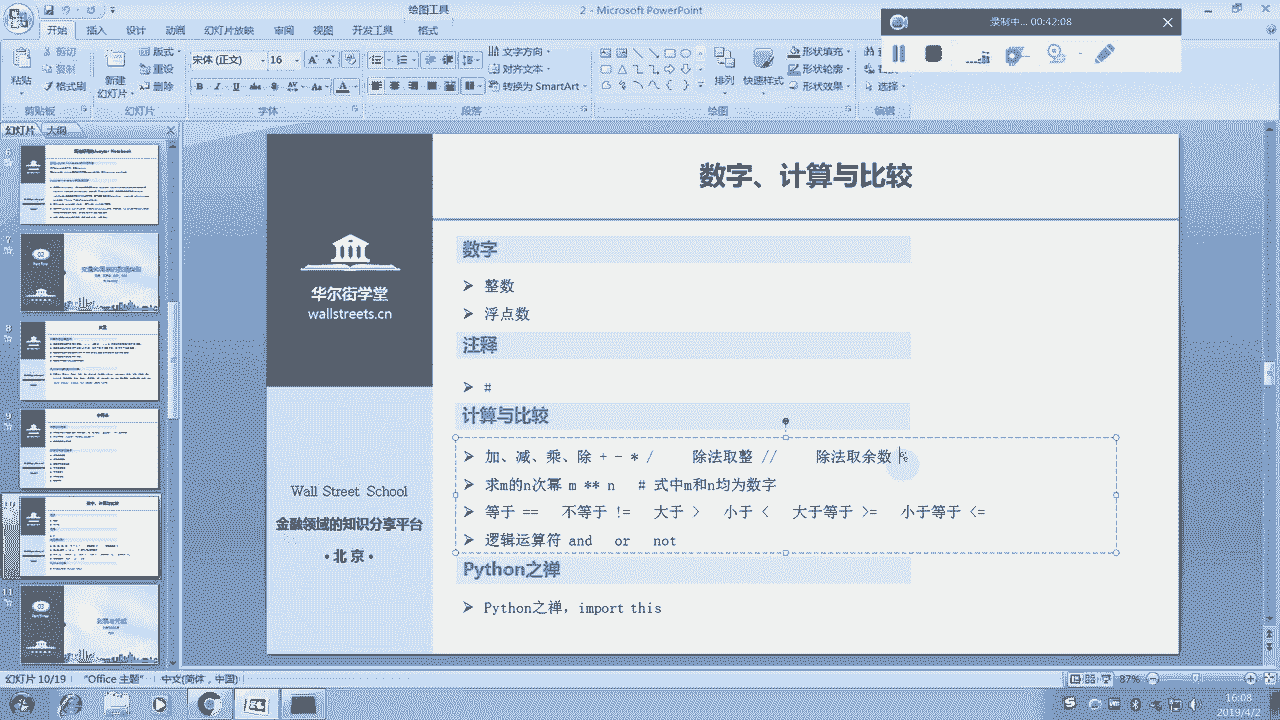 绘图工具
2 - Microsoft PowerPoint
录制中... 00:42:08
开始 插入 设计 动画 幻灯片放映 审阅 视图 开发工具 格式
粘贴 剪切 复制 格式刷
新建 幻灯片 版式 重设 删除
宋体 (正文) 16
文字方向 对齐文本 转换为 SmartArt
排列 快速样式 形状填充 形状轮廓 形状效果
选择
剪贴板 幻灯片 字体 段落 绘图 编辑
幻灯片 大纲
数字、计算与比较
华尔街学堂
wallstreets.cn
Wall Street School
金融领域的知识分享平台
北 京 •
数字
➢ 整数
➢ 浮点数
➢ #
计算与比较
、减、乘、除 + - * / 除法取整 / 除法取余数 %
➢ 求m的n次幂 m ** n # 式中m和n均为数字
➢ 等于 == 不等于 != 大于 > 小于 < 大于等于 >= 小于等于 <=
➢ 逻辑运算符 and or not
Python之禅
➢ Python之禅，import this
8
9
幻灯片 10/19 "Office 主题" 中文(简体，中国) 87%
16:08
2019/4/2